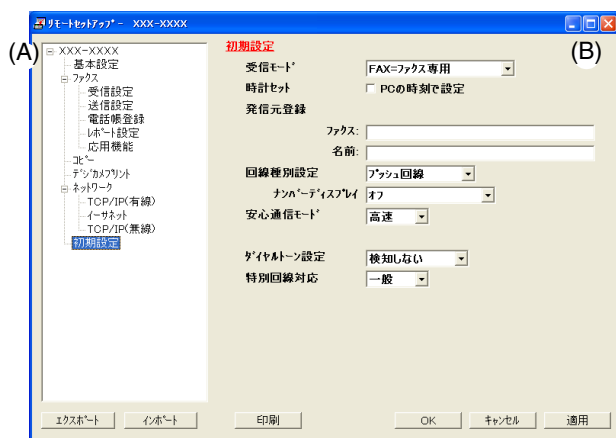 ﾘﾓｰﾄｾｯﾄｱｯﾌﾟ - XXX-XXXX
(A)
(B)
XXX-XXXX
基本設定
ﾌｧｸｽ
受信設定
送信設定
電話帳登録
ﾚﾎﾟｰﾄ設定
応用機能
ｺﾋﾟｰ
ﾃﾞｼﾞｶﾒﾌﾟﾘﾝﾄ
ﾈｯﾄﾜｰｸ
TCP/IP(有線)
ｲｰｻﾈｯﾄ
TCP/IP(無線)
初期設定
初期設定
受信ﾓｰﾄﾞ FAX=ﾌｧｸｽ専用
時計ｾｯﾄ PCの時刻で設定
発信元登録
ﾌｧｸｽ:
名前:
回線種別設定 ﾌﾟｯｼｭ回線
ﾅﾝﾊﾞｰﾃﾞｨｽﾌﾟﾚｲ ｵﾌ
安心通信ﾓｰﾄﾞ 高速
ﾀﾞｲﾔﾙﾄｰﾝ設定 検知しない
特別回線対応 一般
ｴｸｽﾎﾟｰﾄ ｲﾝﾎﾟｰﾄ 印刷 OK ｷｬﾝｾﾙ 適用